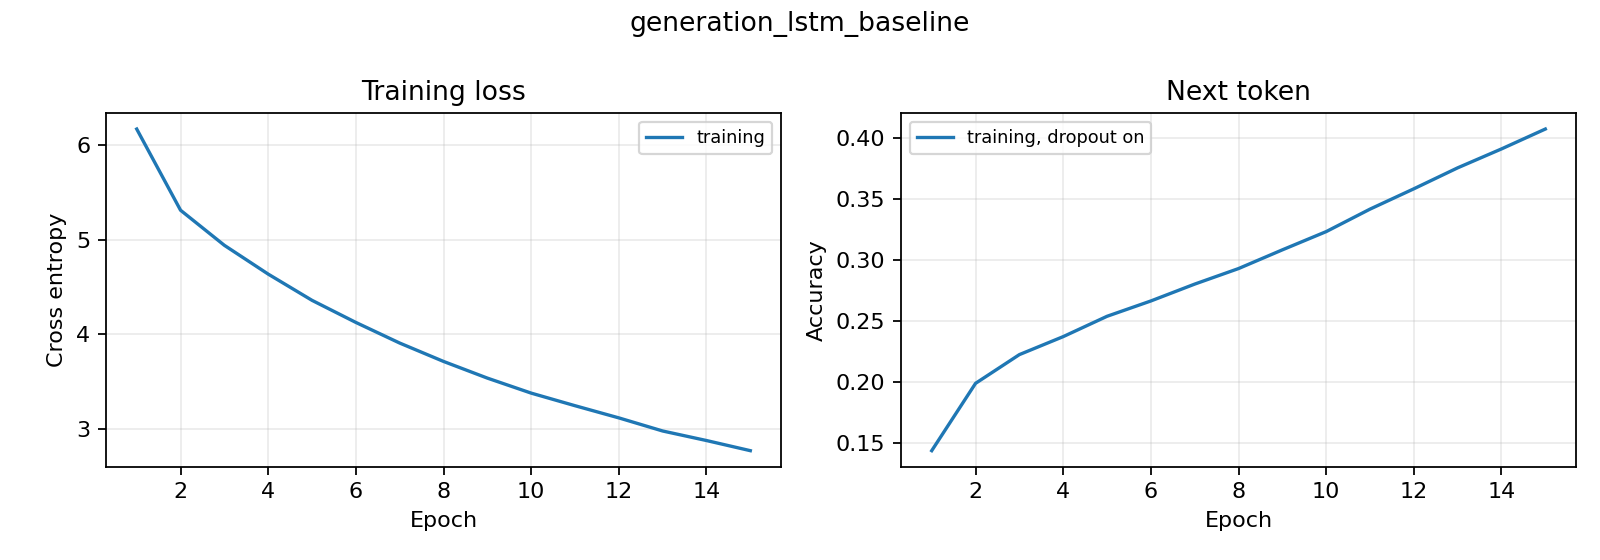 generation_lstm_baseline
Training loss
training
6
5
4
3
Cross entropy
2 4 6 8 10 12 14
Epoch
Next token
training, dropout on
0.40
0.35
0.30
0.25
0.20
0.15
Accuracy
2 4 6 8 10 12 14
Epoch